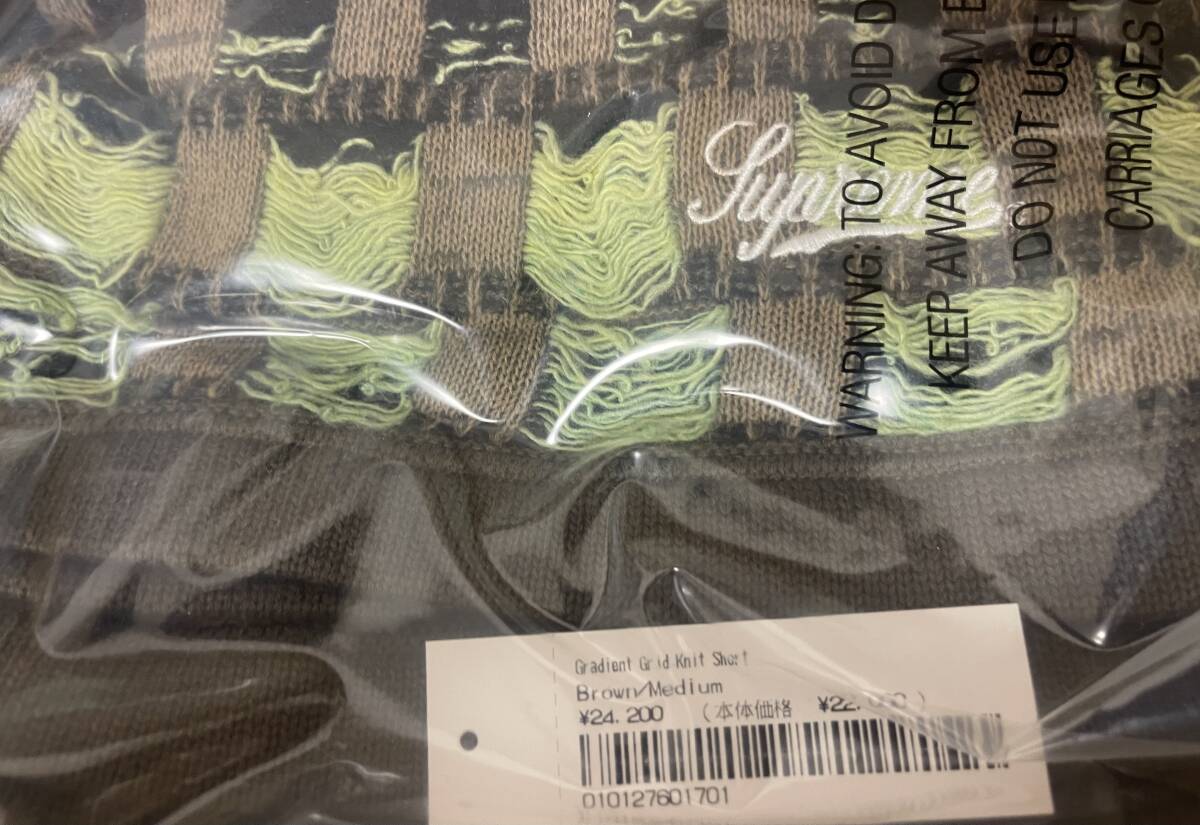 Supreme
WARNING: TO AVOID D
KEEP AWAY FROM
DO NOT USE
CARRIAGES
Gradient Grid Knit Short
Brown/Medium
¥24,200 (本体価格
010127601701